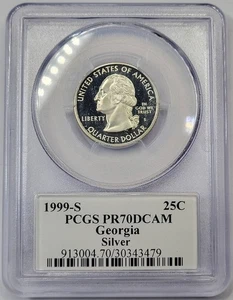 UNITED STATES OF AMERICA
LIBERTY
IN
GOD WE
TRUST
S
QUARTER DOLLAR
1999-S 25C
PCGS PR70DCAM
Georgia
Silver
913004.70/30343479